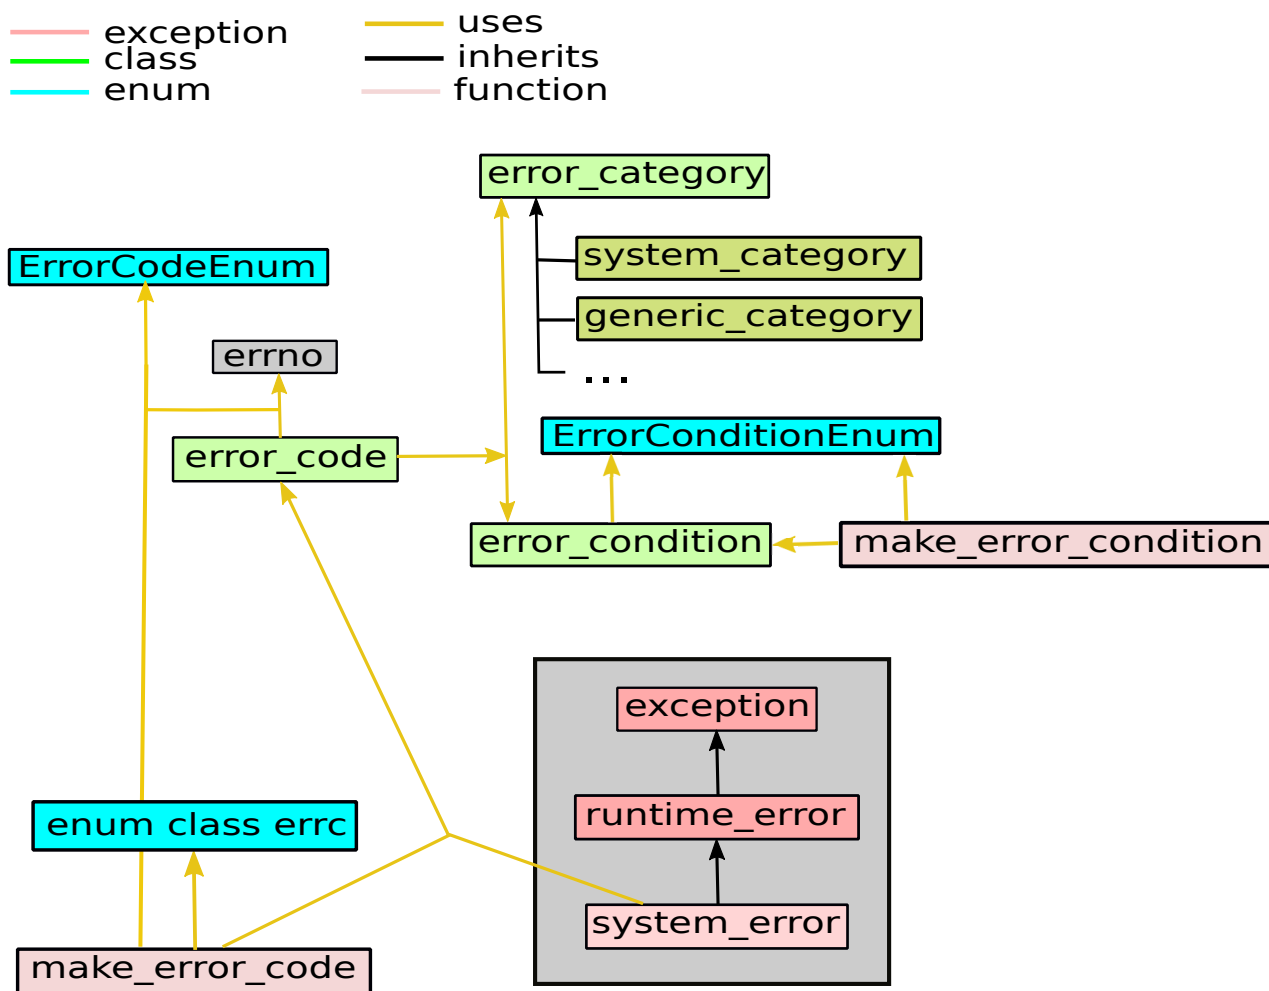 exception
class
enum
uses
inherits
function
error_category
system_category
generic_category
...
ErrorCodeEnum
errno
error_code
ErrorConditionEnum
error_condition
make_error_condition
exception
runtime_error
system_error
enum class errc
make_error_code